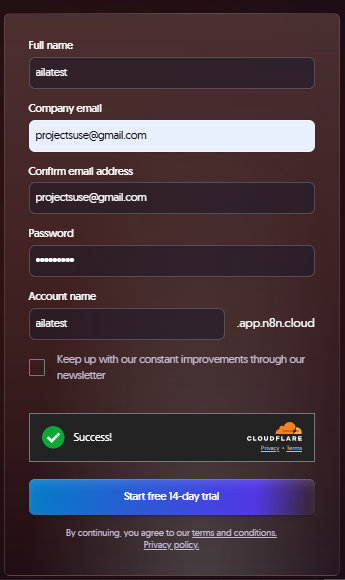 Full name
ailatest
Company email
projectsuse@gmail.com
Confirm email address
projectsuse@gmail.com
Password
•••••••••
Account name
ailatest
.app.n8n.cloud
Keep up with our constant improvements through our
newsletter
Success!
CLOUDFLARE
Privacy • Terms
Start free 14-day trial
By continuing, you agree to our terms and conditions.
Privacy policy.